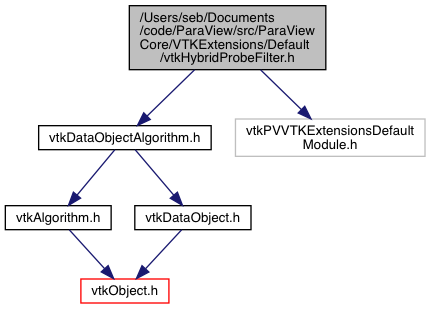 /Users/seb/Documents
/code/ParaView/src/ParaView
Core/VTKExtensions/Default
/vtkHybridProbeFilter.h
vtkDataObjectAlgorithm.h
vtkPVVTKExtensionsDefault
Module.h
vtkAlgorithm.h
vtkDataObject.h
vtkObject.h